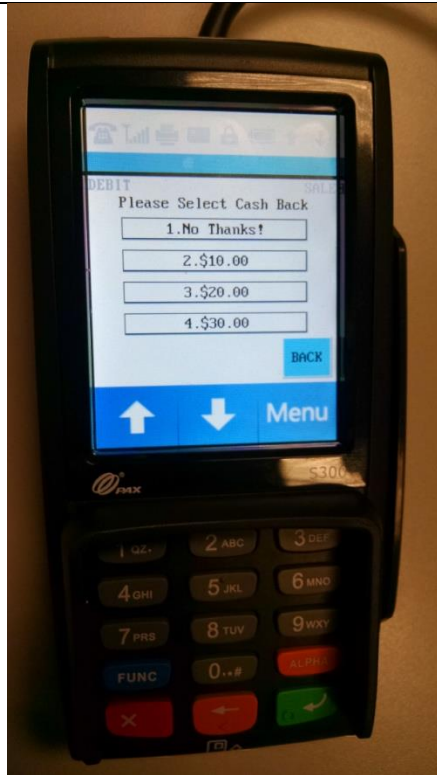 DEBIT SALE
Please Select Cash Back
1.No Thanks!
2.$10.00
3.$20.00
4.$30.00
BACK
Menu
PAX S300
1 QZ. 2 ABC 3 DEF
4 GHI 5 JKL 6 MNO
7 PRS 8 TUV 9 WXY
FUNC 0.*# ALPHA